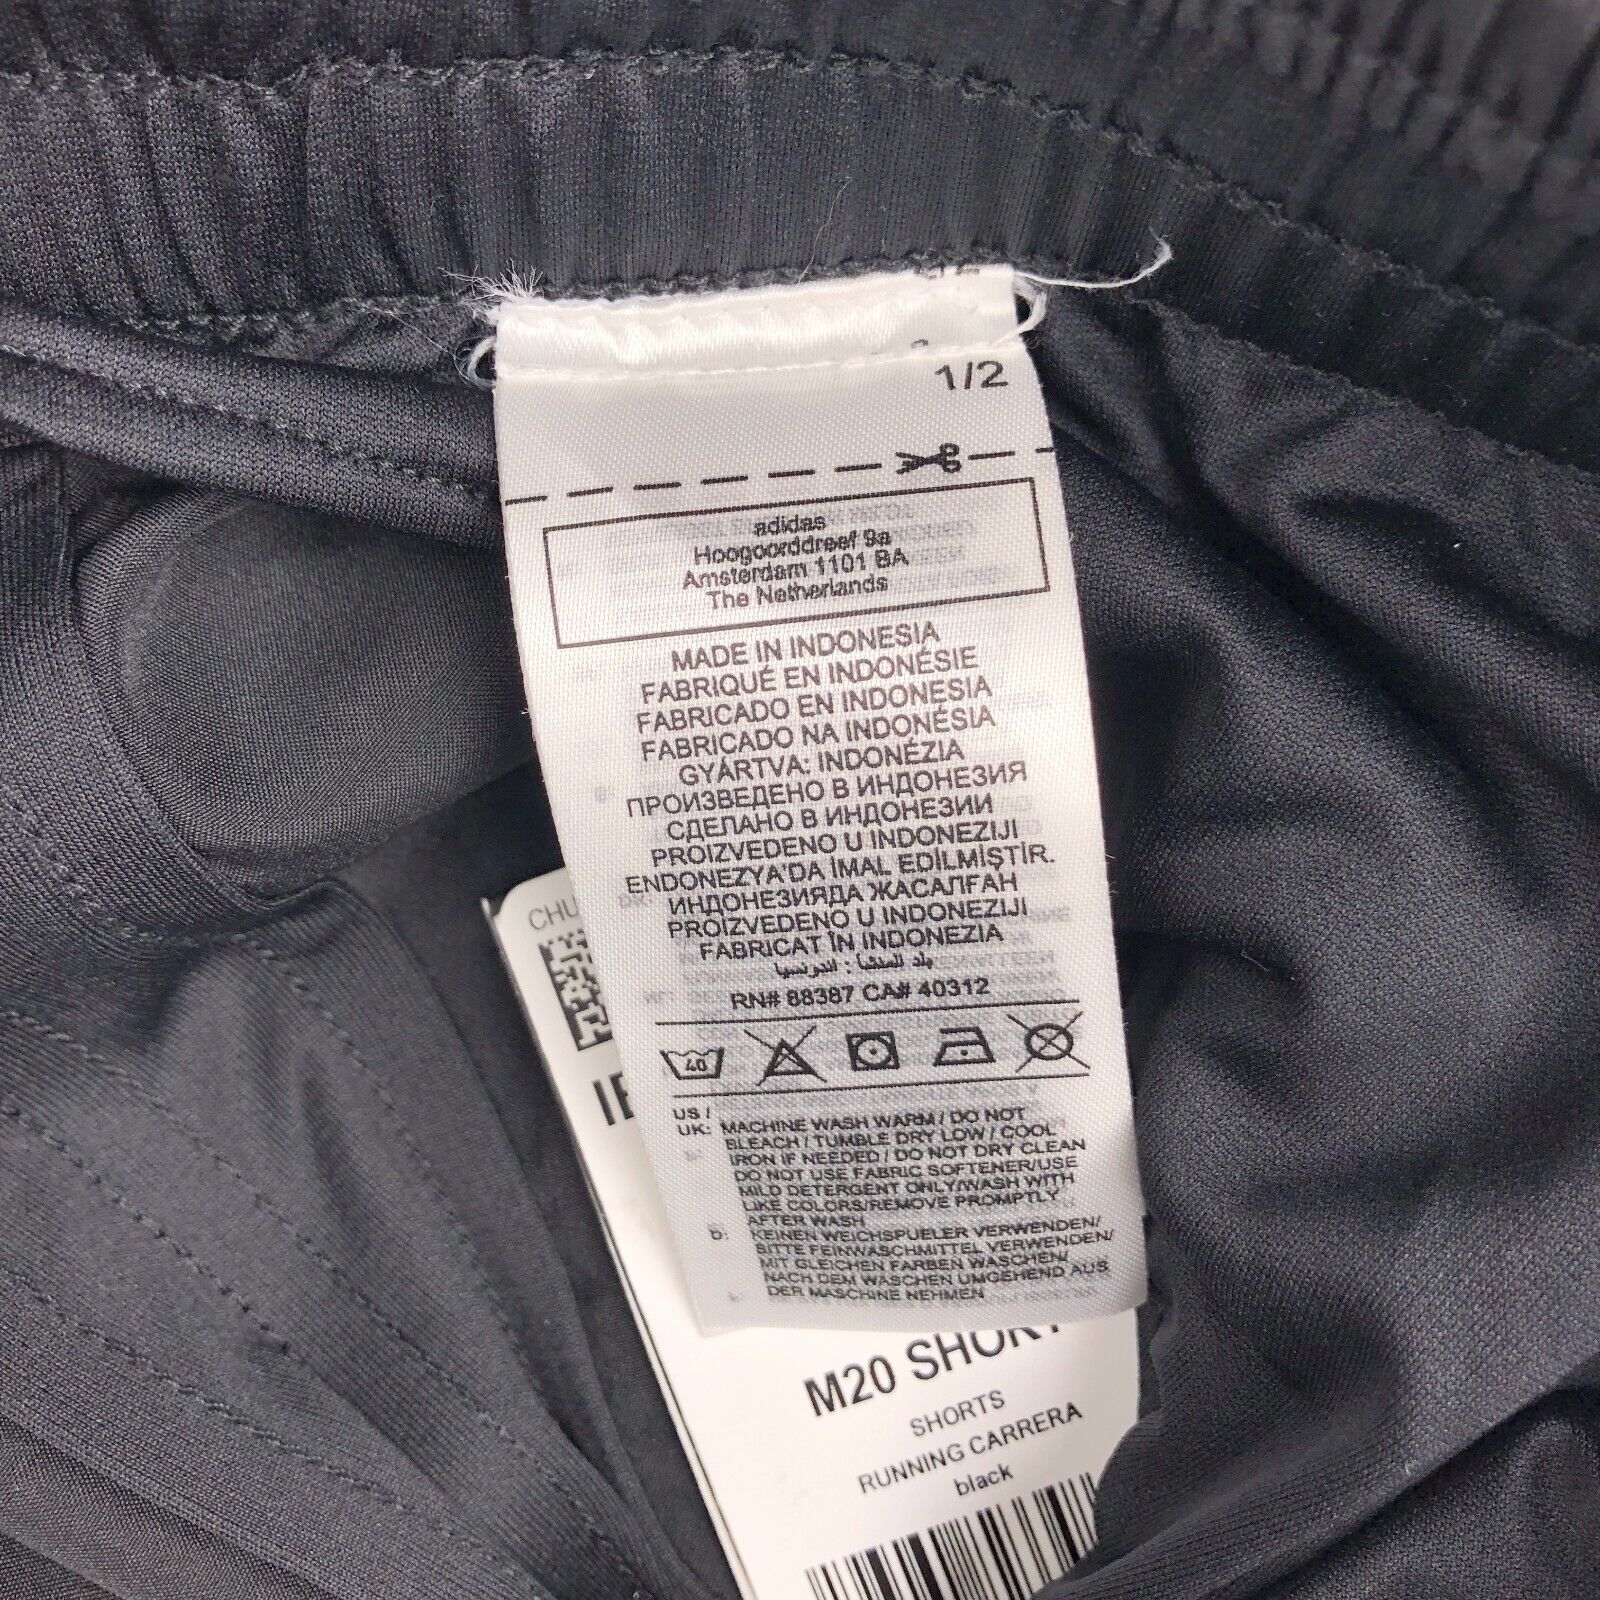 1/2
adidas
Hoogoorddreef 9a
Amsterdam 1101 BA
The Netherlands
MADE IN INDONESIA
FABRIQUÉ EN INDONÉSIE
FABRICADO EN INDONESIA
FABRICADO NA INDONÉSIA
GYÁRTVA: INDONÉZIA
ПРОИЗВЕДЕНО В ИНДОНЕЗИЯ
СДЕЛАНО В ИНДОНЕЗИИ
PROIZVEDENO U INDONEZIJI
ENDONEZYA'DA İMAL EDİLMİŞTİR.
ИНДОНЕЗИЯДА ЖАСАЛҒАН
PROİZVEDENO U INDONEZIJI
FABRICAT ÎN INDONEZIA
بلد المنشأ : اندونسيا
RN# 88387 CA# 40312
40
US /
UK: MACHINE WASH WARM / DO NOT
BLEACH / TUMBLE DRY LOW / COOL
IRON IF NEEDED / DO NOT DRY CLEAN
DO NOT USE FABRIC SOFTENER/USE
MILD DETERGENT ONLY/WASH WITH
LIKE COLORS/REMOVE PROMPTLY
AFTER WASH
D: KEINEN WEICHSPUELER VERWENDEN/
BITTE FEINWASCHMITTEL VERWENDEN/
MIT GLEICHEN FARBEN WASCHEN/
NACH DEM WASCHEN UMGEHEND AUS
DER MASCHINE NEHMEN
CHU
M20 SHORT
SHORTS
RUNNING CARRERA
black